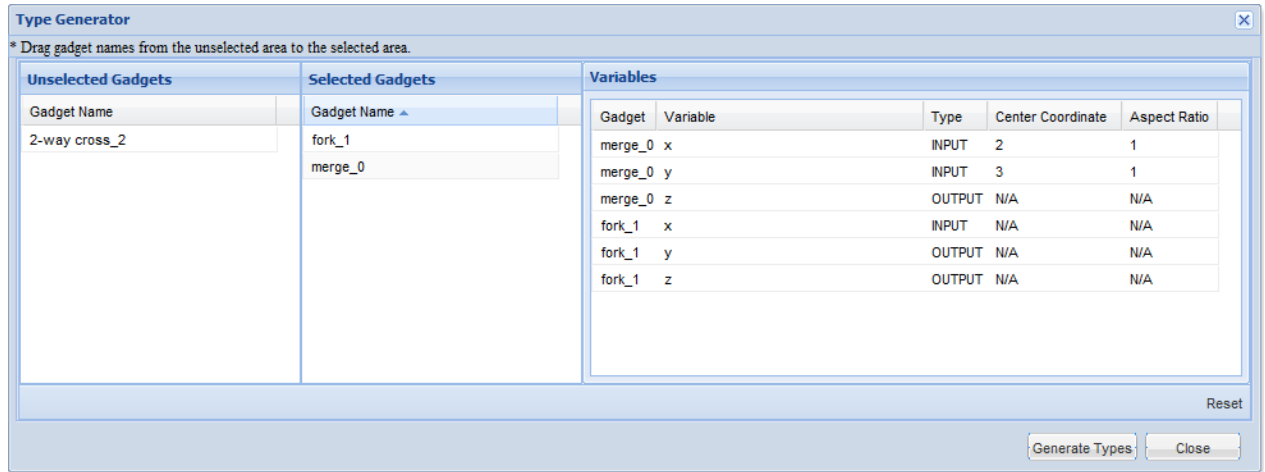 Type Generator
* Drag gadget names from the unselected area to the selected area.
Unselected Gadgets
Gadget Name
2-way cross_2
Selected Gadgets
Gadget Name
fork_1
merge_0
Variables
Gadget Variable Type Center Coordinate Aspect Ratio
merge_0 x INPUT 2 1
merge_0 y INPUT 3 1
merge_0 z OUTPUT N/A N/A
fork_1 x INPUT N/A N/A
fork_1 y OUTPUT N/A N/A
fork_1 z OUTPUT N/A N/A
Reset
Generate Types Close